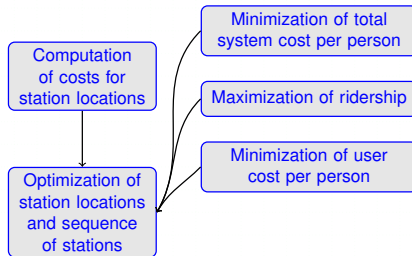 Minimization of total
system cost per person
Computation
of costs for
station locations
Maximization of ridership
Minimization of user
cost per person
Optimization of
station locations
and sequence
of stations